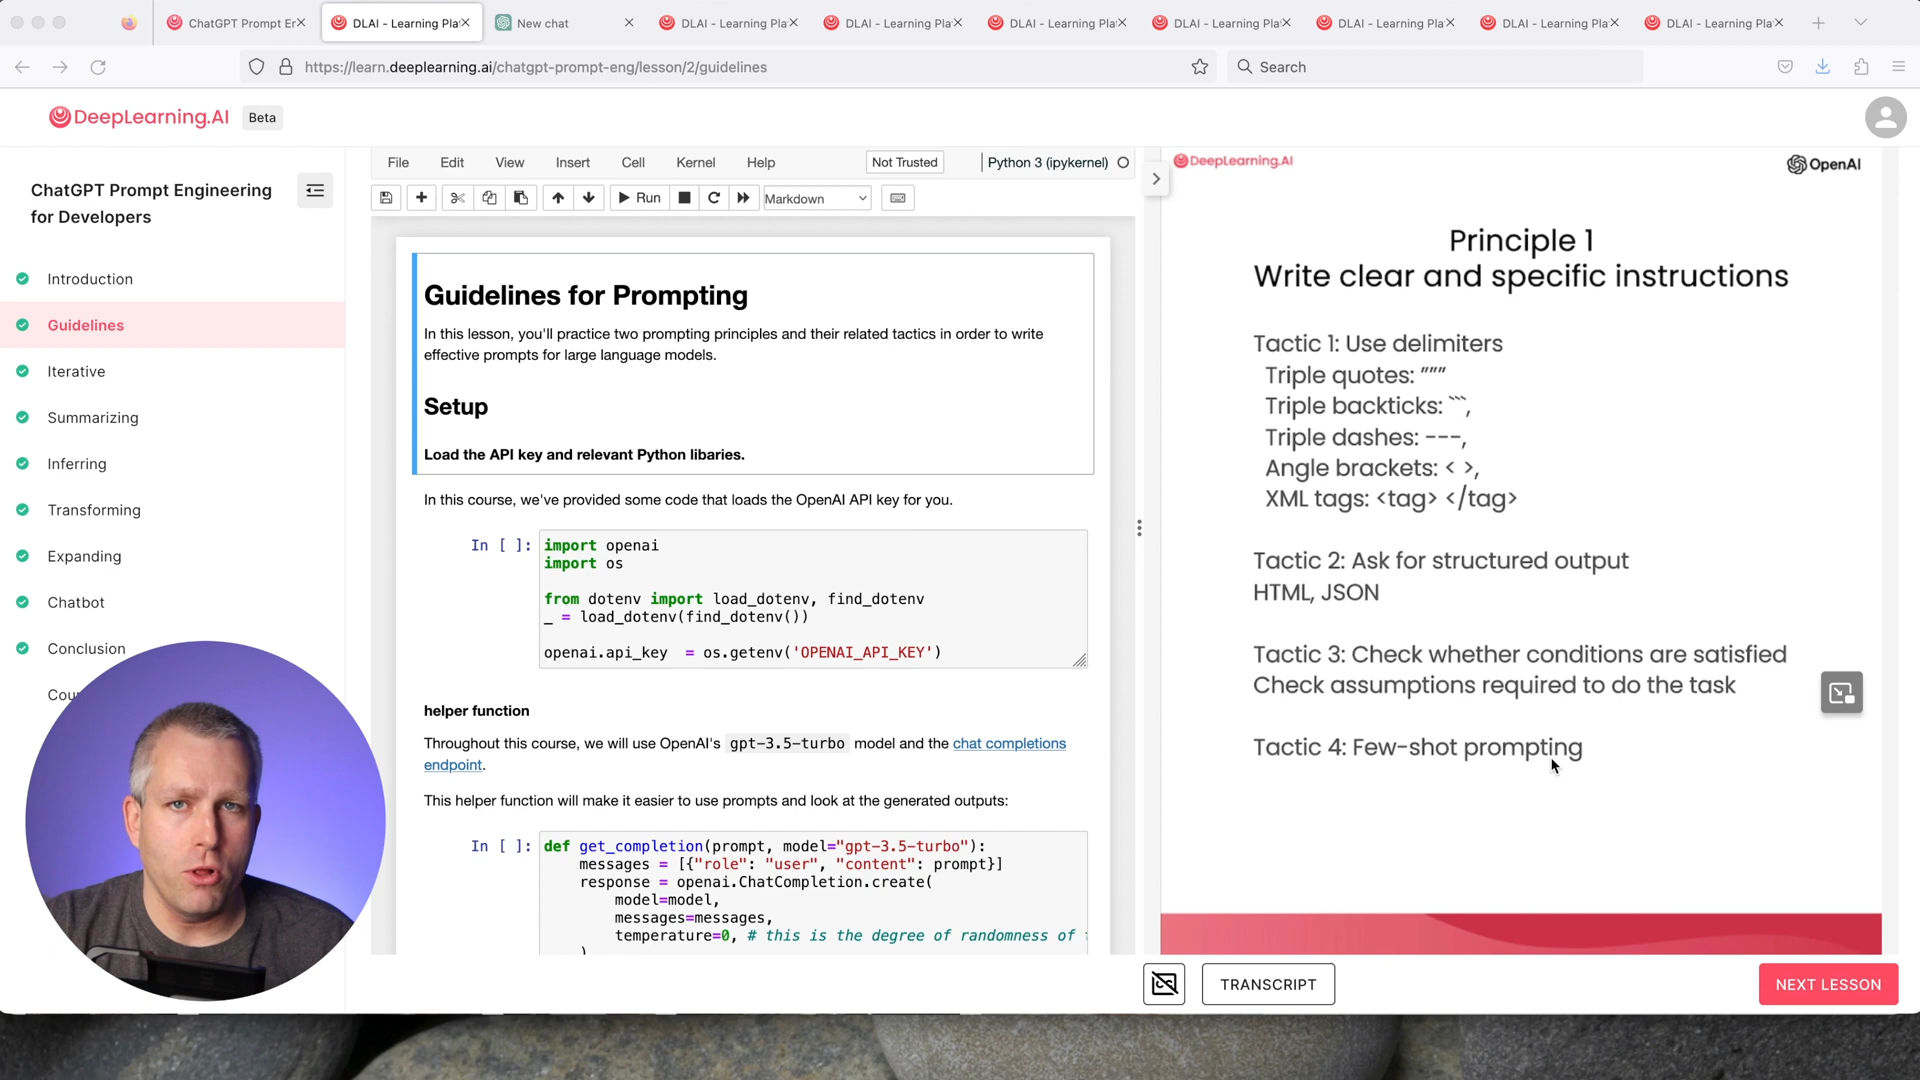 ChatGPT Prompt Er
DLAI - Learning Pla
New chat
DLAI - Learning Pla
DLAI - Learning Pla
DLAI - Learning Pla
DLAI - Learning Pla
DLAI - Learning Pla
DLAI - Learning Pla
DLAI - Learning Pla
https://learn.deeplearning.ai/chatgpt-prompt-eng/lesson/2/guidelines
Search
DeepLearning.AI
Beta
ChatGPT Prompt Engineering
for Developers
Introduction
Guidelines
Iterative
Summarizing
Inferring
Transforming
Expanding
Chatbot
Conclusion
Cou
File Edit View Insert Cell Kernel Help
Not Trusted
Python 3 (ipykernel)
Run
Markdown
Guidelines for Prompting
In this lesson, you'll practice two prompting principles and their related tactics in order to write
effective prompts for large language models.
Setup
Load the API key and relevant Python libaries.
In this course, we've provided some code that loads the OpenAI API key for you.
In [ ]:
import openai
import os
from dotenv import load_dotenv, find_dotenv
_ = load_dotenv(find_dotenv())
openai.api_key  = os.getenv('OPENAI_API_KEY')
helper function
Throughout this course, we will use OpenAI's gpt-3.5-turbo model and the chat completions
endpoint.
This helper function will make it easier to use prompts and look at the generated outputs:
In [ ]:
def get_completion(prompt, model="gpt-3.5-turbo"):
messages = [{"role": "user", "content": prompt}]
response = openai.ChatCompletion.create(
model=model,
messages=messages,
temperature=0, # this is the degree of randomness of
)
DeepLearning.AI
OpenAI
Principle 1
Write clear and specific instructions
Tactic 1: Use delimiters
Triple quotes: """
Triple backticks: ```,
Triple dashes: ---,
Angle brackets: < >,
XML tags: <tag> </tag>
Tactic 2: Ask for structured output
HTML, JSON
Tactic 3: Check whether conditions are satisfied
Check assumptions required to do the task
Tactic 4: Few-shot prompting
TRANSCRIPT
NEXT LESSON